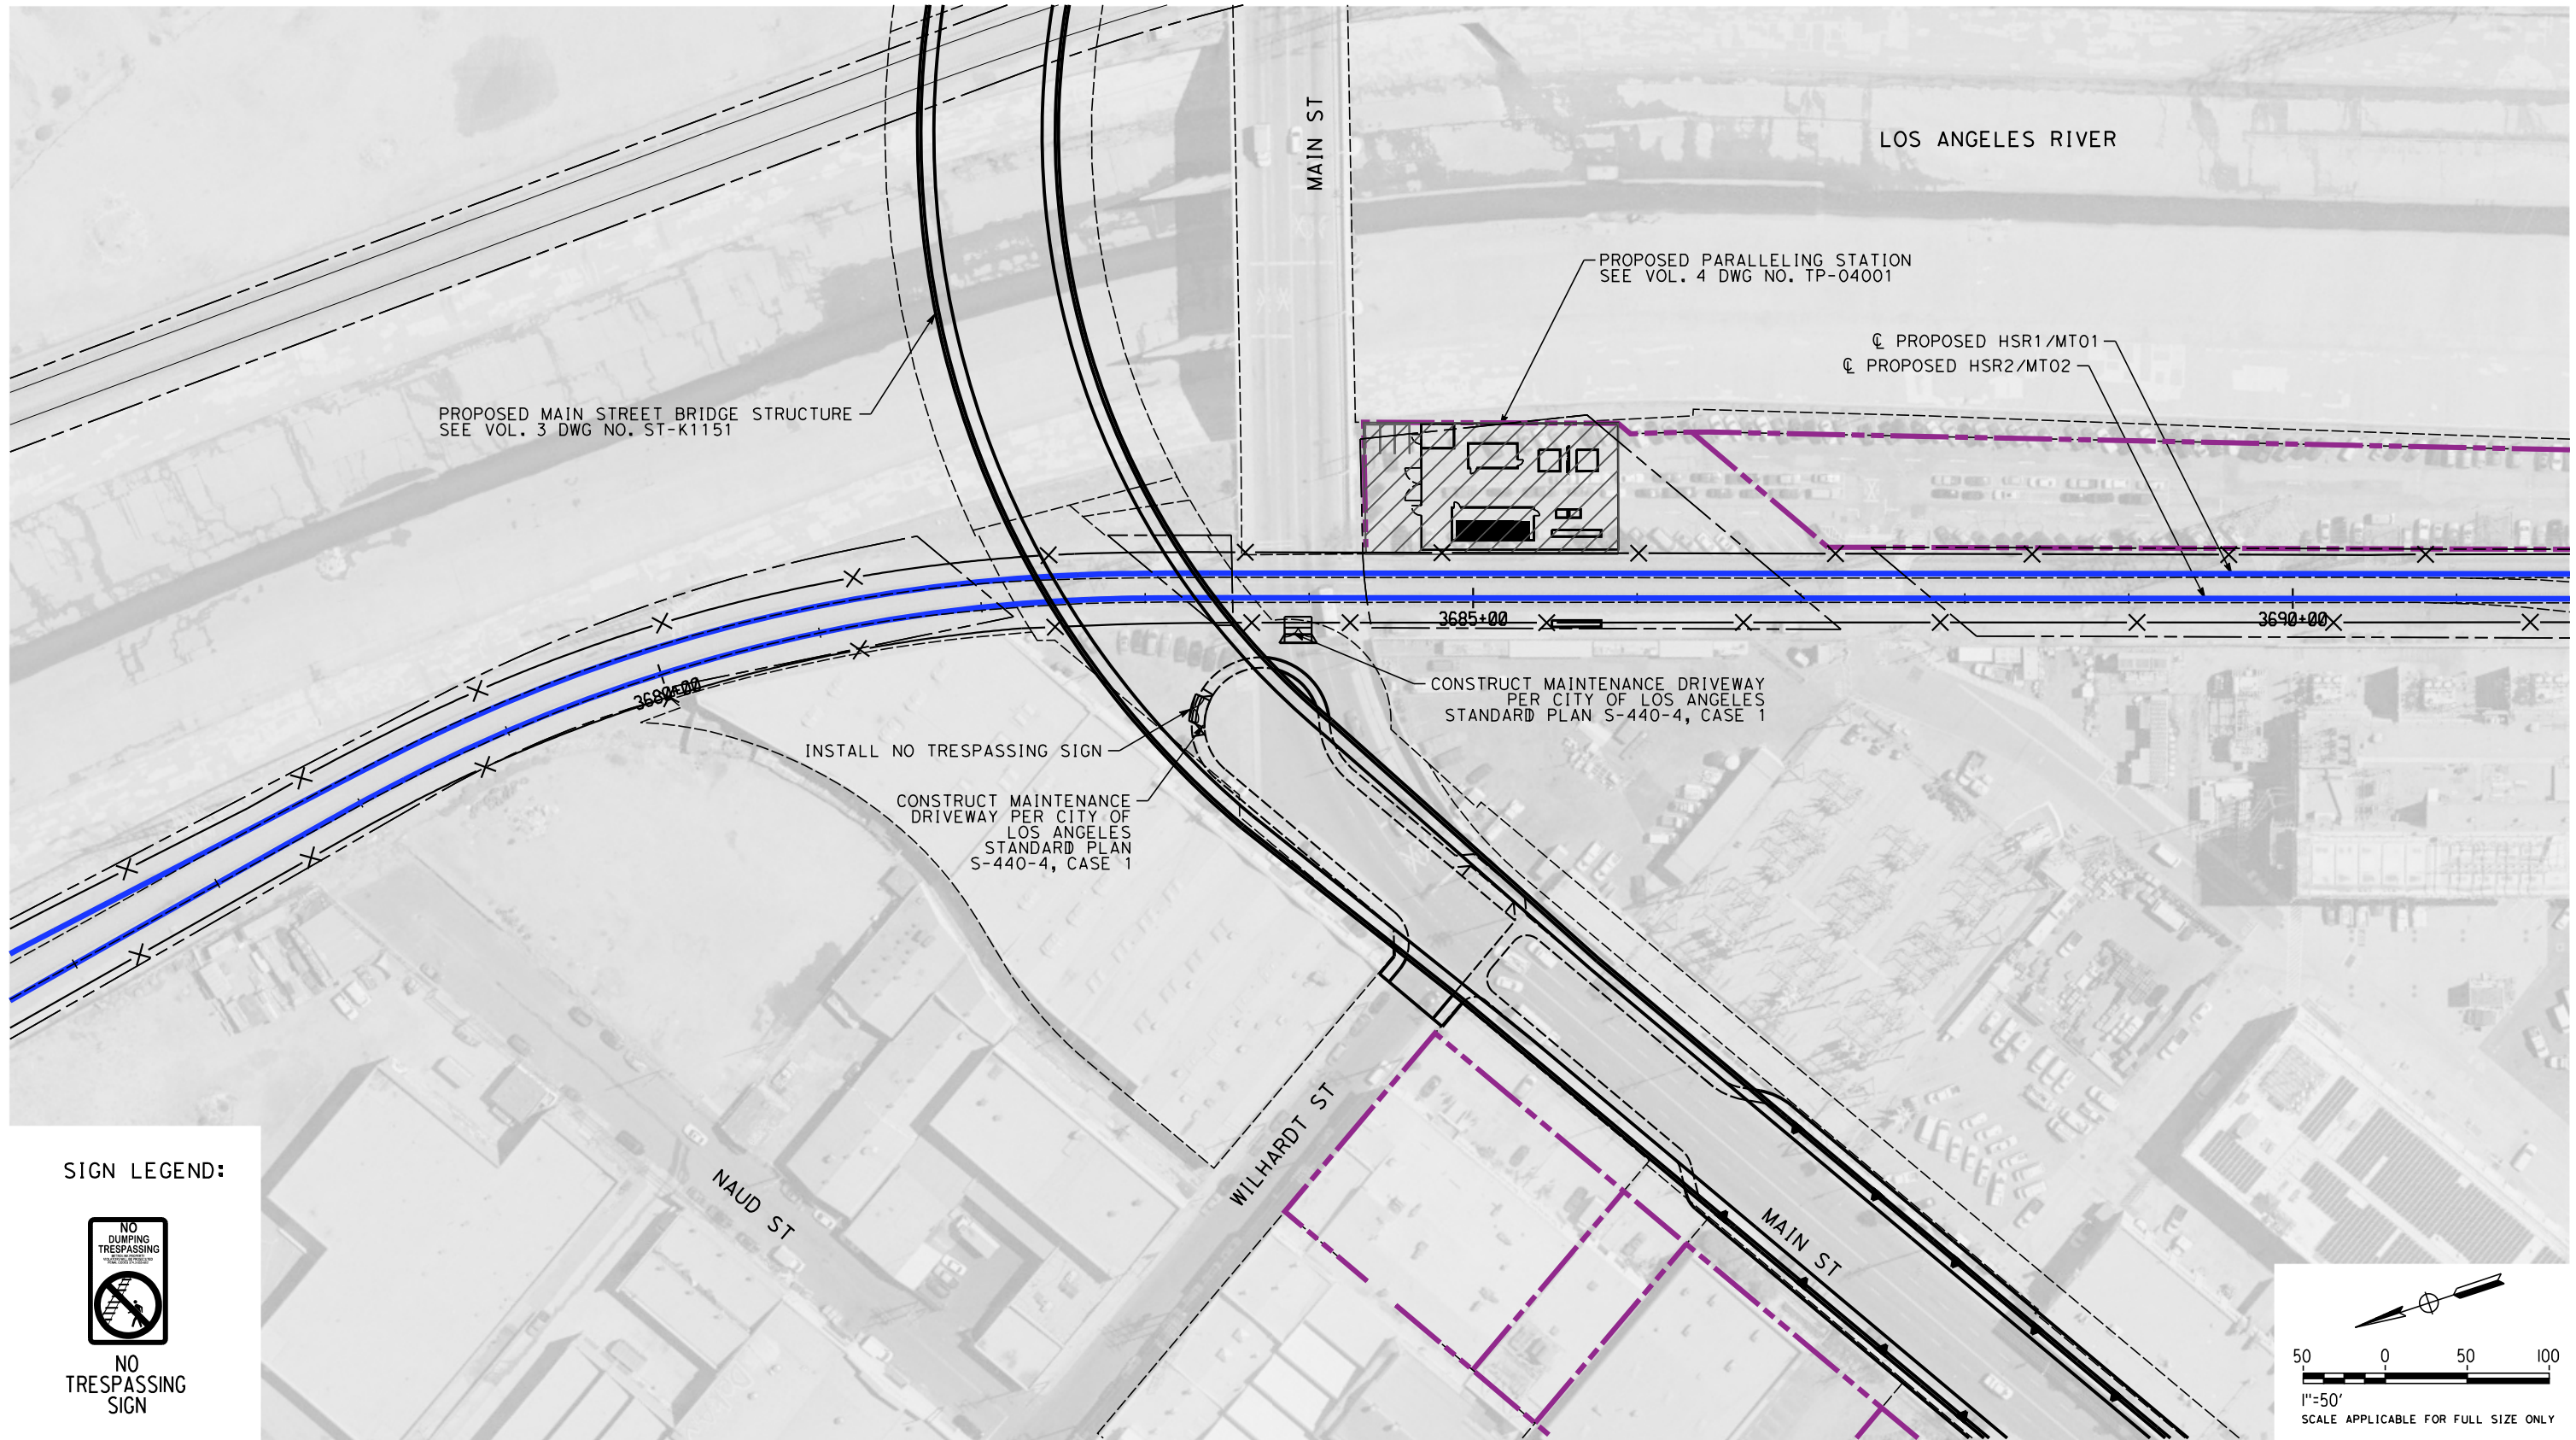 MAIN ST
LOS ANGELES RIVER
PROPOSED PARALLELING STATION
SEE VOL. 4 DWG NO. TP-04001
℄ PROPOSED HSR1/MT01
℄ PROPOSED HSR2/MT02
PROPOSED MAIN STREET BRIDGE STRUCTURE
SEE VOL. 3 DWG NO. ST-K1151
3685+00
3690+00
3680+00
CONSTRUCT MAINTENANCE DRIVEWAY
PER CITY OF LOS ANGELES
STANDARD PLAN S-440-4, CASE 1
INSTALL NO TRESPASSING SIGN
CONSTRUCT MAINTENANCE
DRIVEWAY PER CITY OF
LOS ANGELES
STANDARD PLAN
S-440-4, CASE 1
WILHARDT ST
NAUD ST
MAIN ST
SIGN LEGEND:
NO
DUMPING
TRESPASSING
NO
TRESPASSING
SIGN
50 0 50 100
1"=50'
SCALE APPLICABLE FOR FULL SIZE ONLY